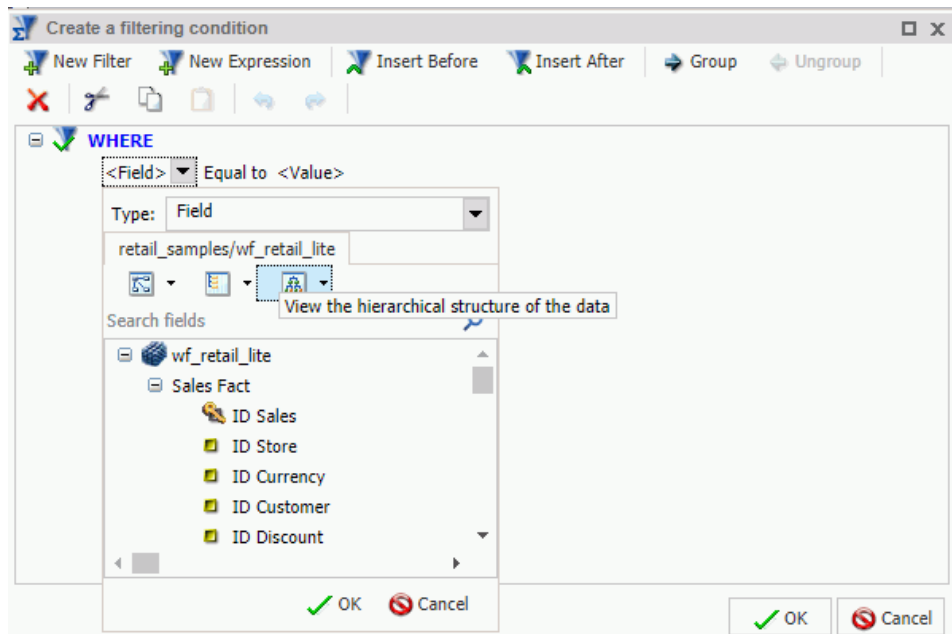 Create a filtering condition
New Filter New Expression Insert Before Insert After Group Ungroup
WHERE
<Field> Equal to <Value>
Type: Field
retail_samples/wf_retail_lite
View the hierarchical structure of the data
Search fields
wf_retail_lite
Sales Fact
ID Sales
ID Store
ID Currency
ID Customer
ID Discount
OK Cancel
OK Cancel